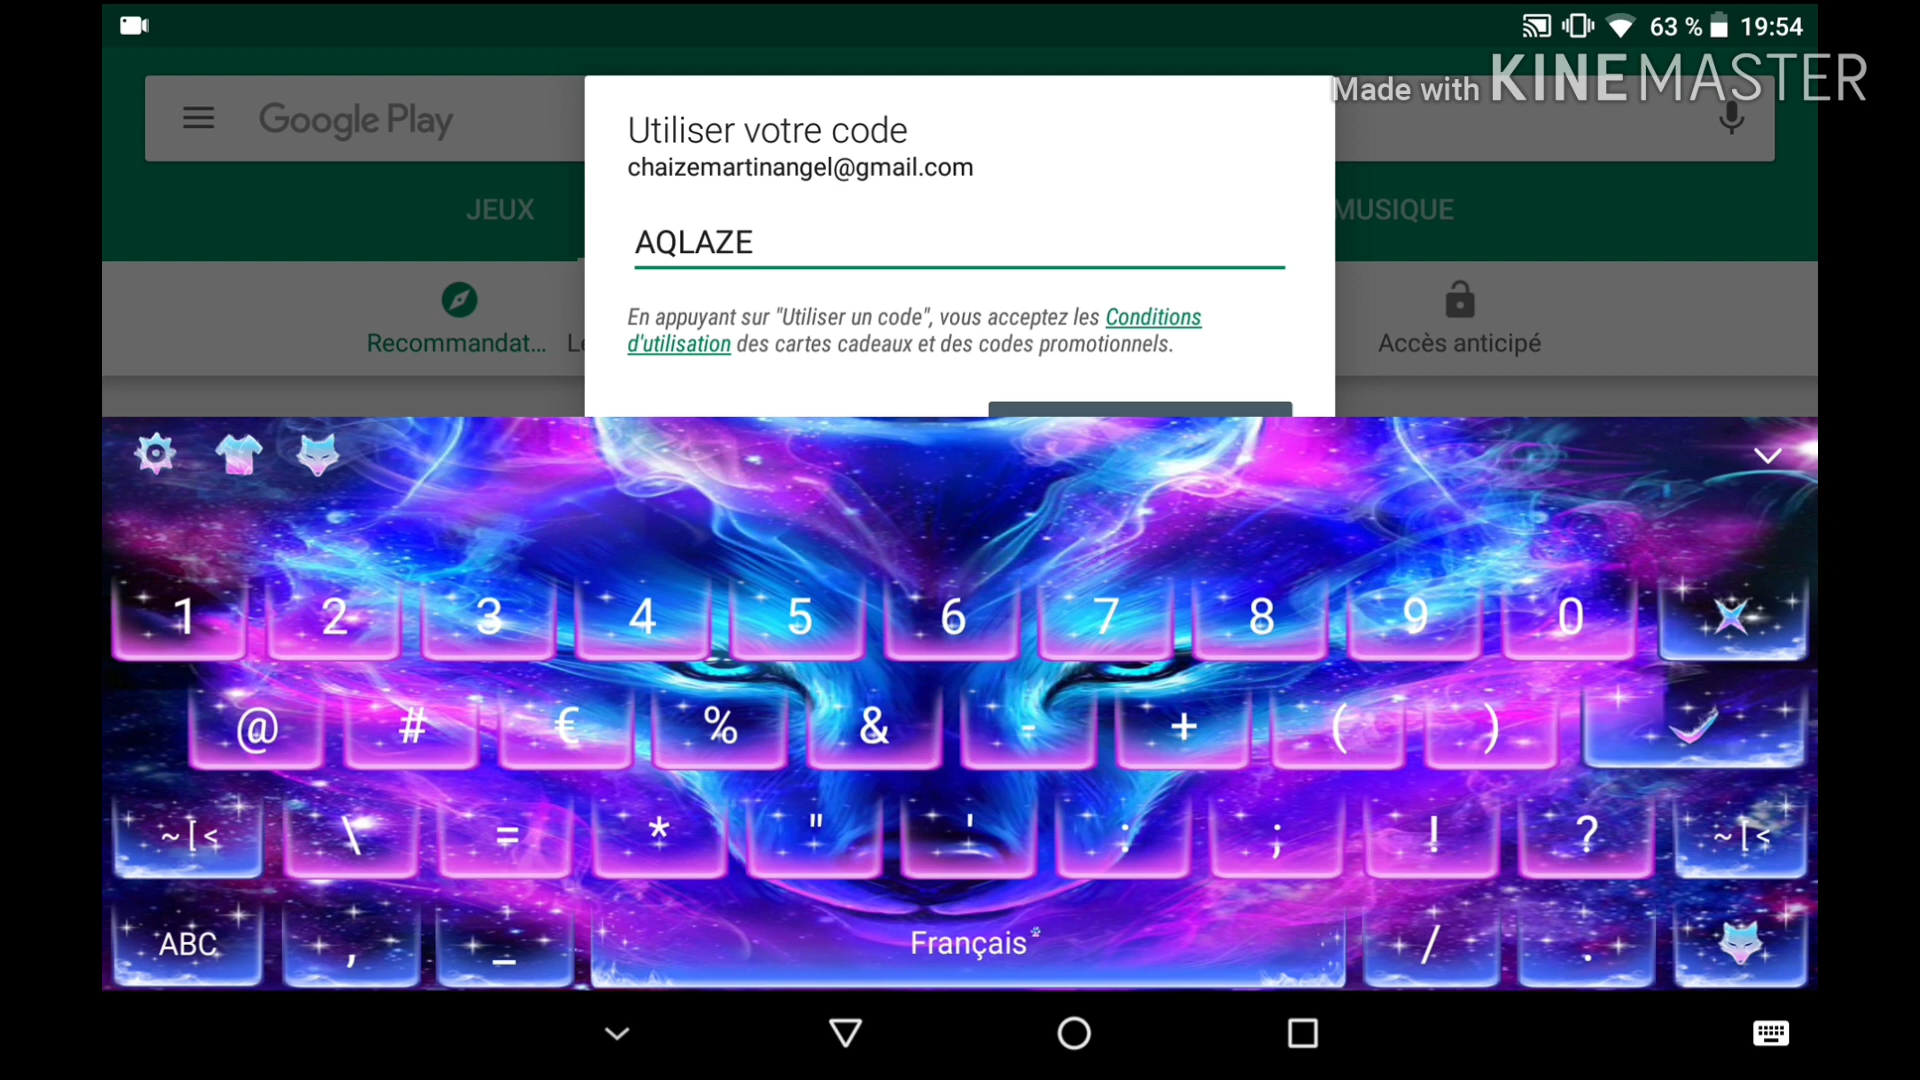 63 % 19:54
Made with KINEMASTER
Google Play
Utiliser votre code
chaizemartinangel@gmail.com
JEUX
MUSIQUE
AQLAZE
En appuyant sur "Utiliser un code", vous acceptez les Conditions
d'utilisation des cartes cadeaux et des codes promotionnels.
Recommandat... Le
Accès anticipé
1 2 3 4 5 6 7 8 9 0
@ # € % & - + ( )
~[< \ = * " ' : ; ! ? ~[<
ABC , _ Français / .